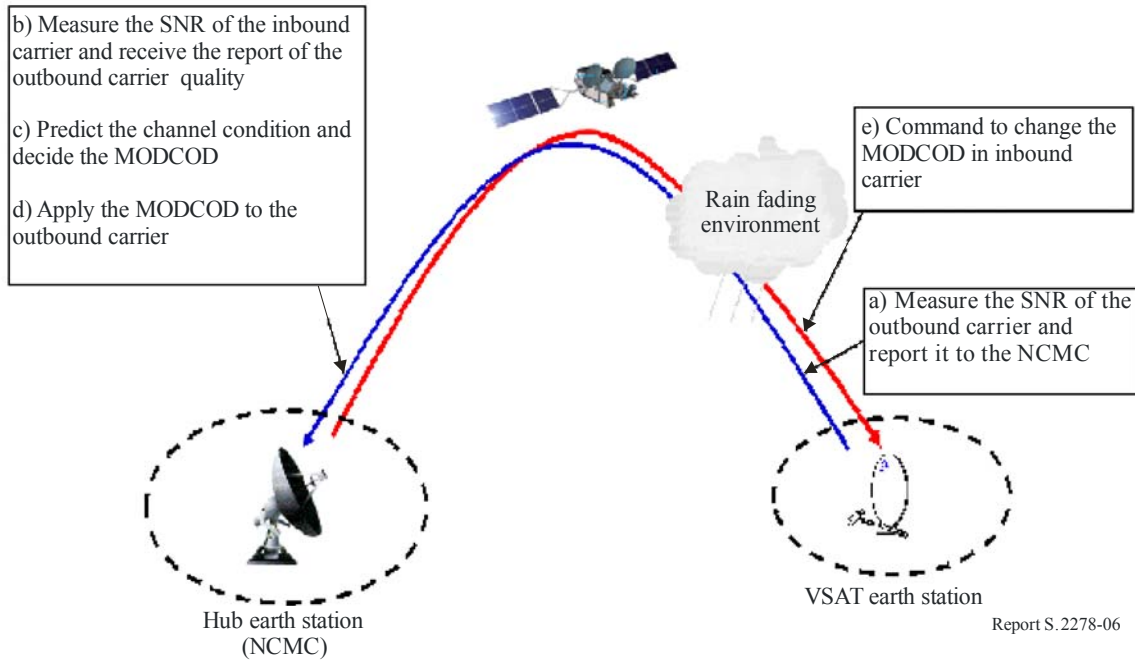 b) Measure the SNR of the inbound
carrier and receive the report of the
outbound carrier quality
c) Predict the channel condition and
decide the MODCOD
d) Apply the MODCOD to the
outbound carrier
Rain fading
environment
e) Command to change the
MODCOD in inbound
carrier
a) Measure the SNR of the
outbound carrier and
report it to the NCMC
Hub earth station
(NCMC)
VSAT earth station
Report S.2278-06